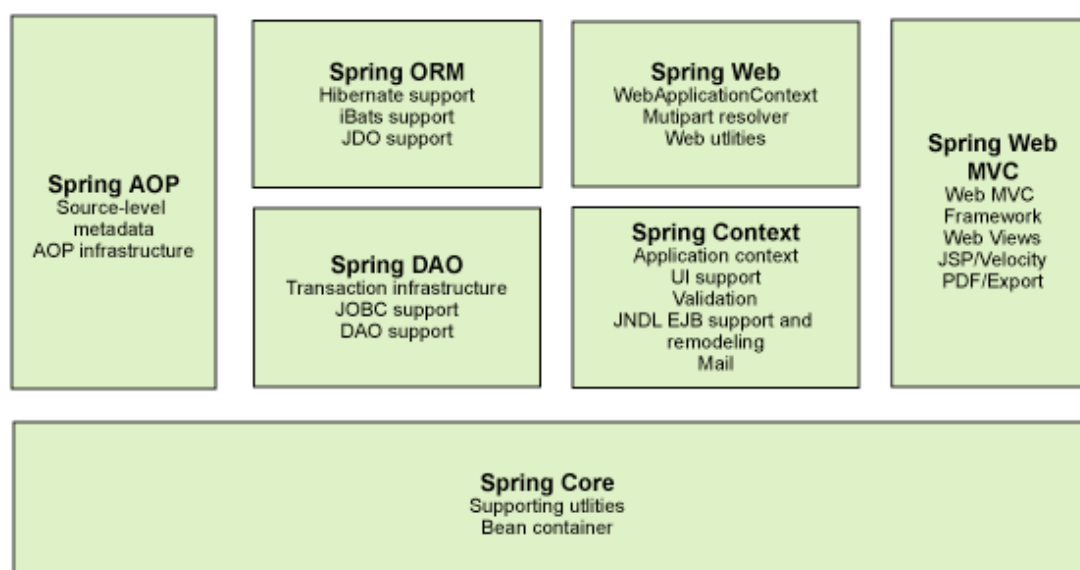 Spring AOP
Source-level
metadata
AOP infrastructure
Spring ORM
Hibernate support
iBats support
JDO support
Spring DAO
Transaction infrastructure
JOBC support
DAO support
Spring Web
WebApplicationContext
Mutipart resolver
Web utlities
Spring Context
Application context
UI support
Validation
JNDL EJB support and
remodeling
Mail
Spring Web
MVC
Web MVC
Framework
Web Views
JSP/Velocity
PDF/Export
Spring Core
Supporting utlities
Bean container